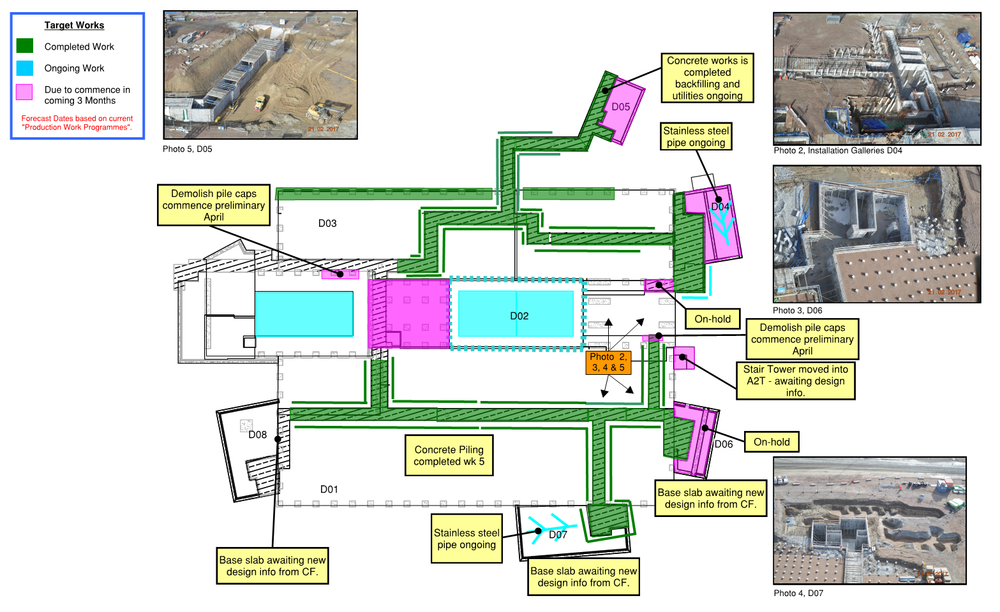 Target Works
Completed Work
Ongoing Work
Due to commence in
coming 3 Months
Forecast Dates based on current
"Production Work Programmes".
21 02 2017
Photo 5, D05
Concrete works is
completed
backfilling and
utilities ongoing
D05
Stainless steel
pipe ongoing
21 02 2017
Photo 2, Installation Galleries D04
Demolish pile caps
commence preliminary
April
D03
D04
21 02 2017
Photo 3, D06
D02
On-hold
Demolish pile caps
commence preliminary
April
Photo 2,
3, 4 & 5
Stair Tower moved into
A2T - awaiting design
info.
D08
D06
On-hold
Concrete Piling
completed wk 5
D01
Base slab awaiting new
design info from CF.
Stainless steel
pipe ongoing
D07
Base slab awaiting new
design info from CF.
Base slab awaiting new
design info from CF.
Photo 4, D07